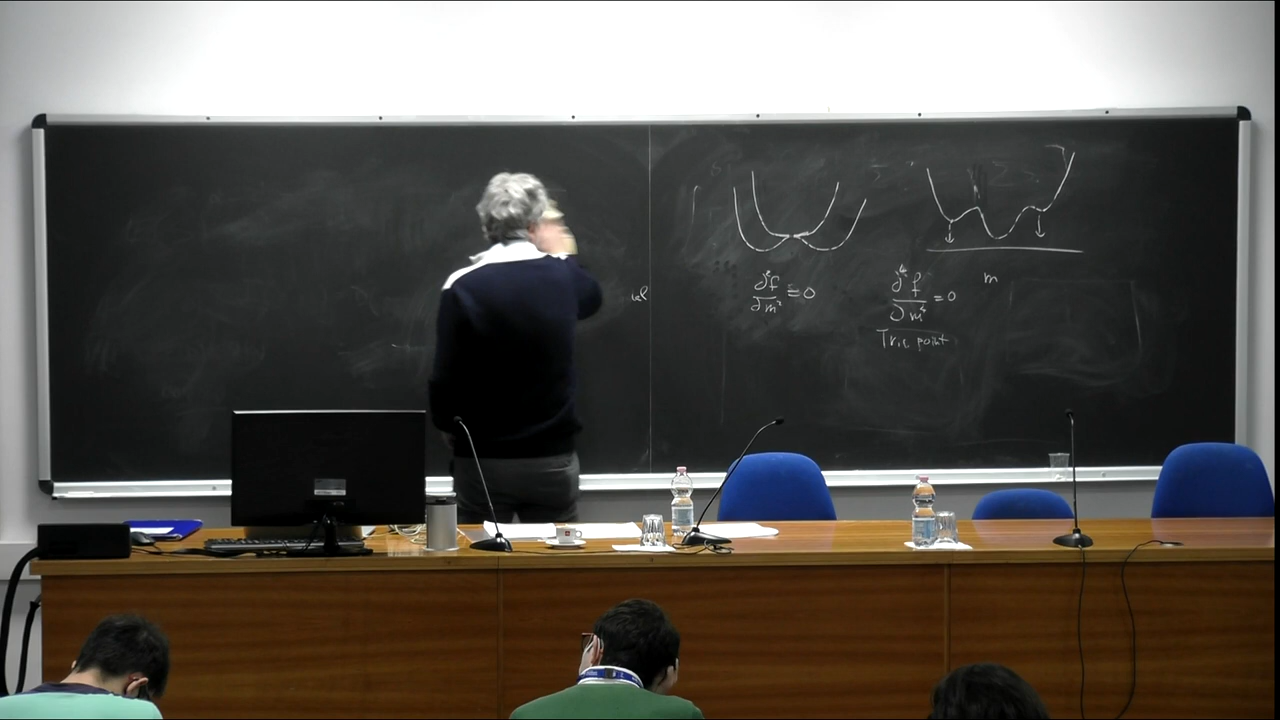 ∂²f/∂m² = 0
∂⁴f/∂m⁴ = 0
m
Tric. point